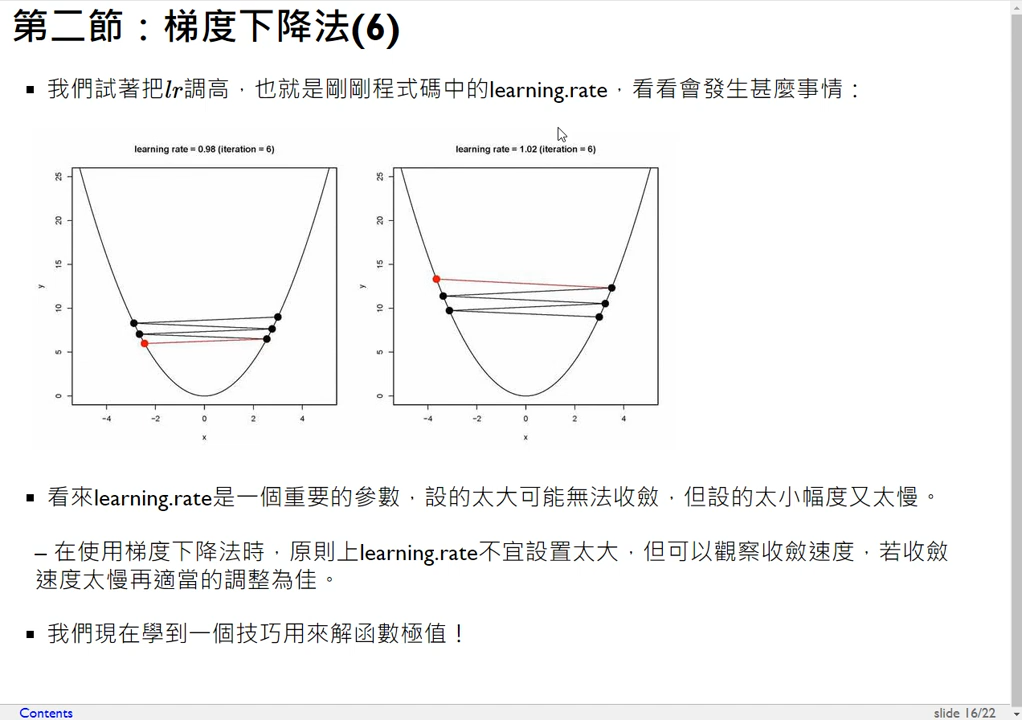 第二節：梯度下降法(6)
▪ 我們試著把lr調高，也就是剛剛程式碼中的learning.rate，看看會發生甚麼事情：
learning rate = 0.98 (iteration = 6)
learning rate = 1.02 (iteration = 6)
25
20
15
10
5
0
y
-4 -2 0 2 4
x
25
20
15
10
5
0
y
-4 -2 0 2 4
x
▪ 看來learning.rate是一個重要的參數，設的太大可能無法收斂，但設的太小幅度又太慢。
– 在使用梯度下降法時，原則上learning.rate不宜設置太大，但可以觀察收斂速度，若收斂
速度太慢再適當的調整為佳。
▪ 我們現在學到一個技巧用來解函數極值！
Contents
slide 16/22